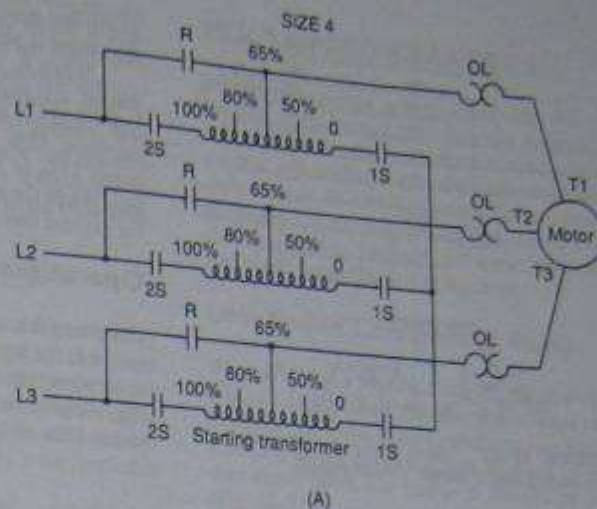 SIZE 4
R
65%
OL
80%
100%
50%
0
L1
2S
1S
T1
R
65%
OL
T2
Motor
80%
100%
50%
0
L2
2S
1S
T3
R
65%
OL
80%
100%
50%
0
L3
2S
Starting transformer
1S
(A)